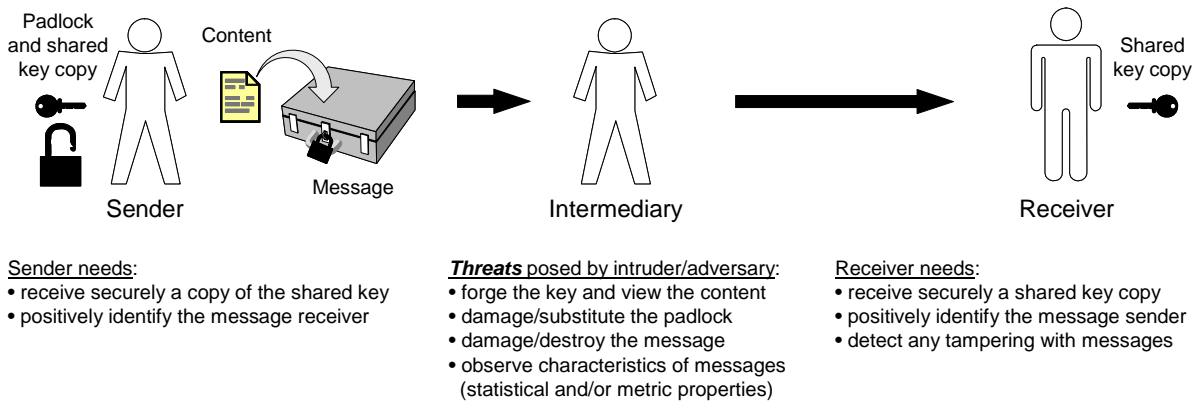 Padlock
and shared
key copy
Content
Message
Sender
Intermediary
Receiver
Shared
key copy
Sender needs:
• receive securely a copy of the shared key
• positively identify the message receiver
Threats posed by intruder/adversary:
• forge the key and view the content
• damage/substitute the padlock
• damage/destroy the message
• observe characteristics of messages
(statistical and/or metric properties)
Receiver needs:
• receive securely a shared key copy
• positively identify the message sender
• detect any tampering with messages